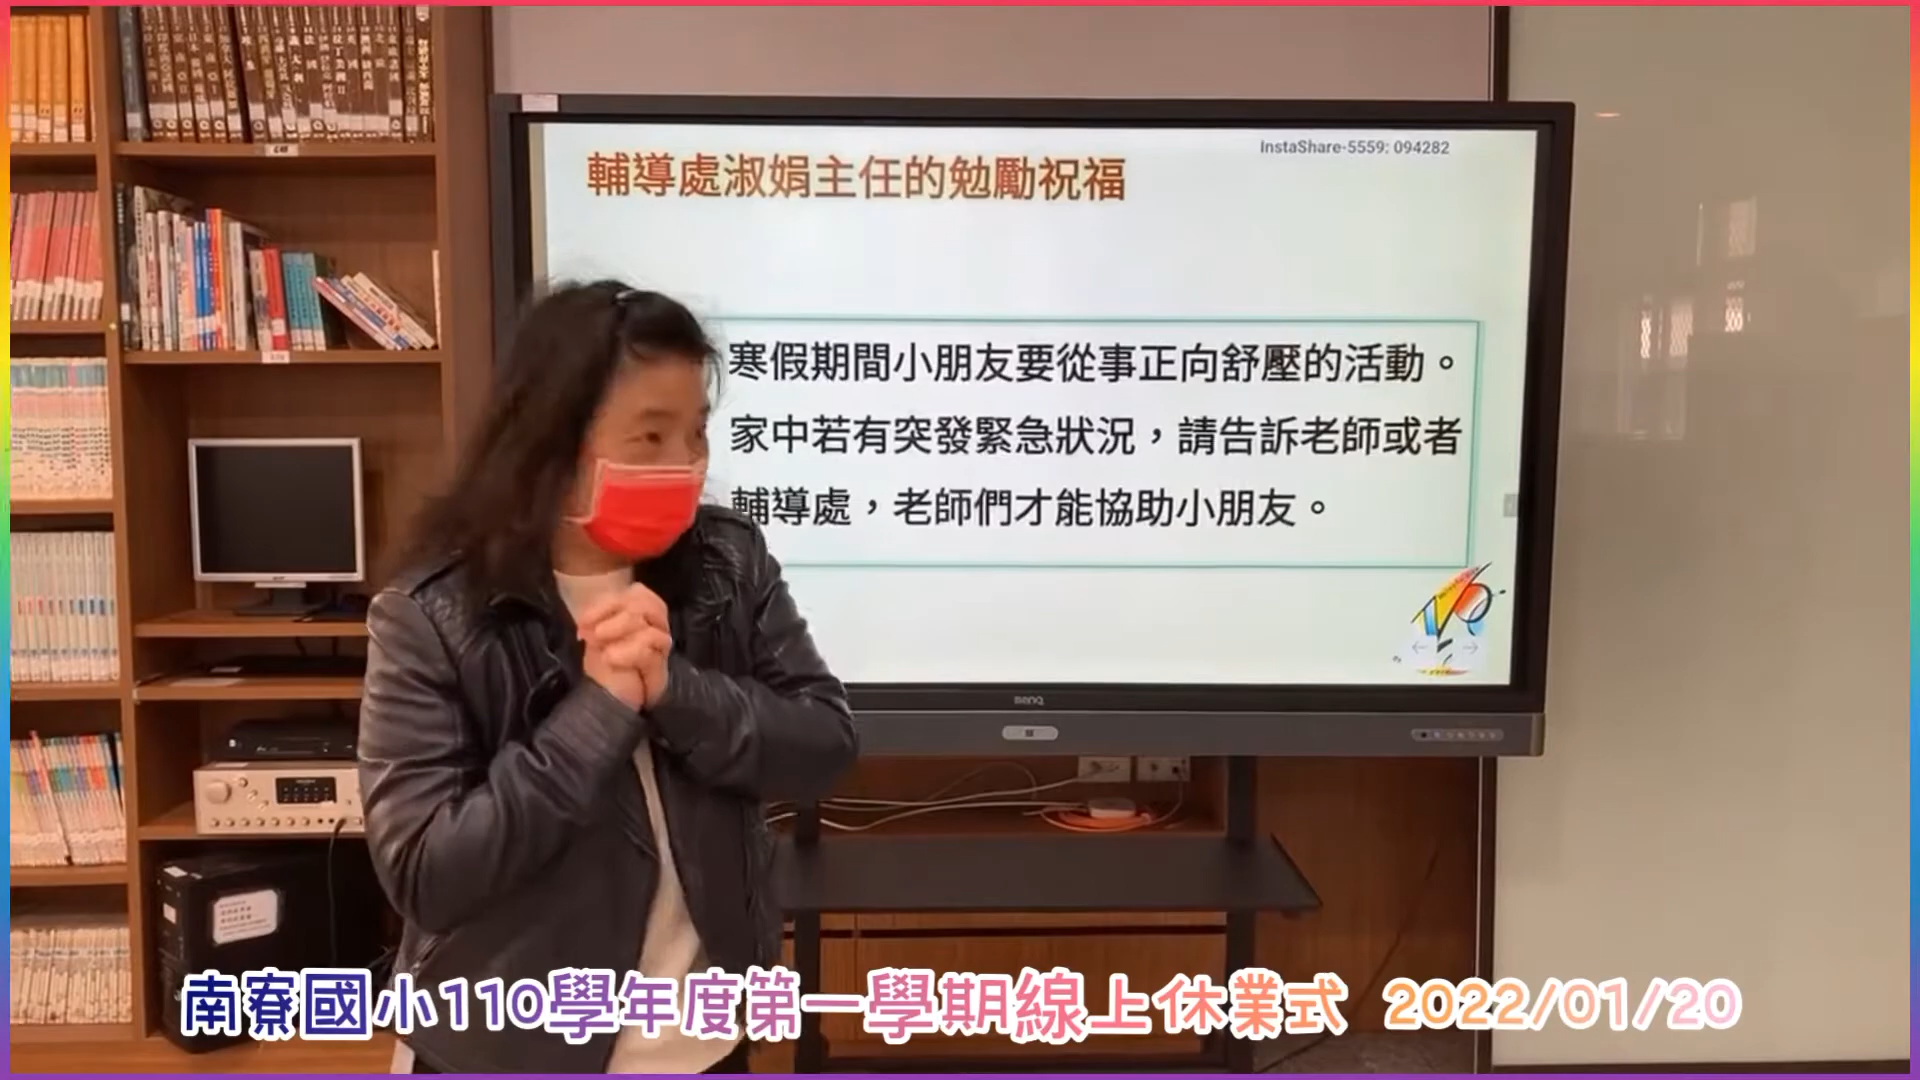 InstaShare-5559: 094282
輔導處淑娟主任的勉勵祝福
寒假期間小朋友要從事正向舒壓的活動。
家中若有突發緊急狀況，請告訴老師或者
輔導處，老師們才能協助小朋友。
BenQ
南寮國小110學年度第一學期線上休業式 2022/01/20